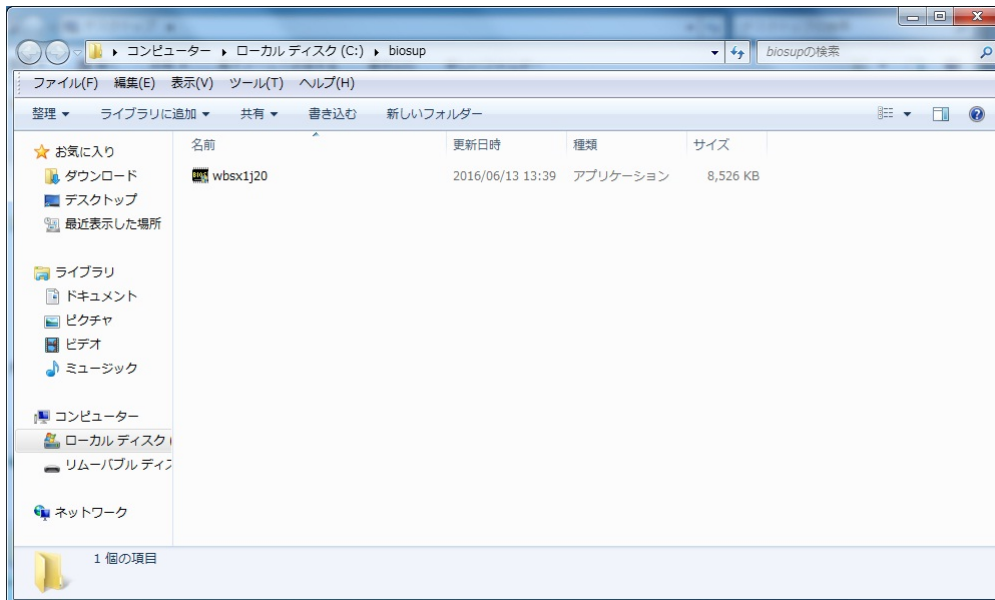 コンピューター ▸ ローカル ディスク (C:) ▸ biosup
biosupの検索
ファイル(F) 編集(E) 表示(V) ツール(T) ヘルプ(H)
整理 ライブラリに追加 共有 書き込む 新しいフォルダー
名前 更新日時 種類 サイズ
wbsx1j20 2016/06/13 13:39 アプリケーション 8,526 KB
お気に入り
ダウンロード
デスクトップ
最近表示した場所
ライブラリ
ドキュメント
ピクチャ
ビデオ
ミュージック
コンピューター
ローカル ディスク (
リムーバブル ディス
ネットワーク
1 個の項目